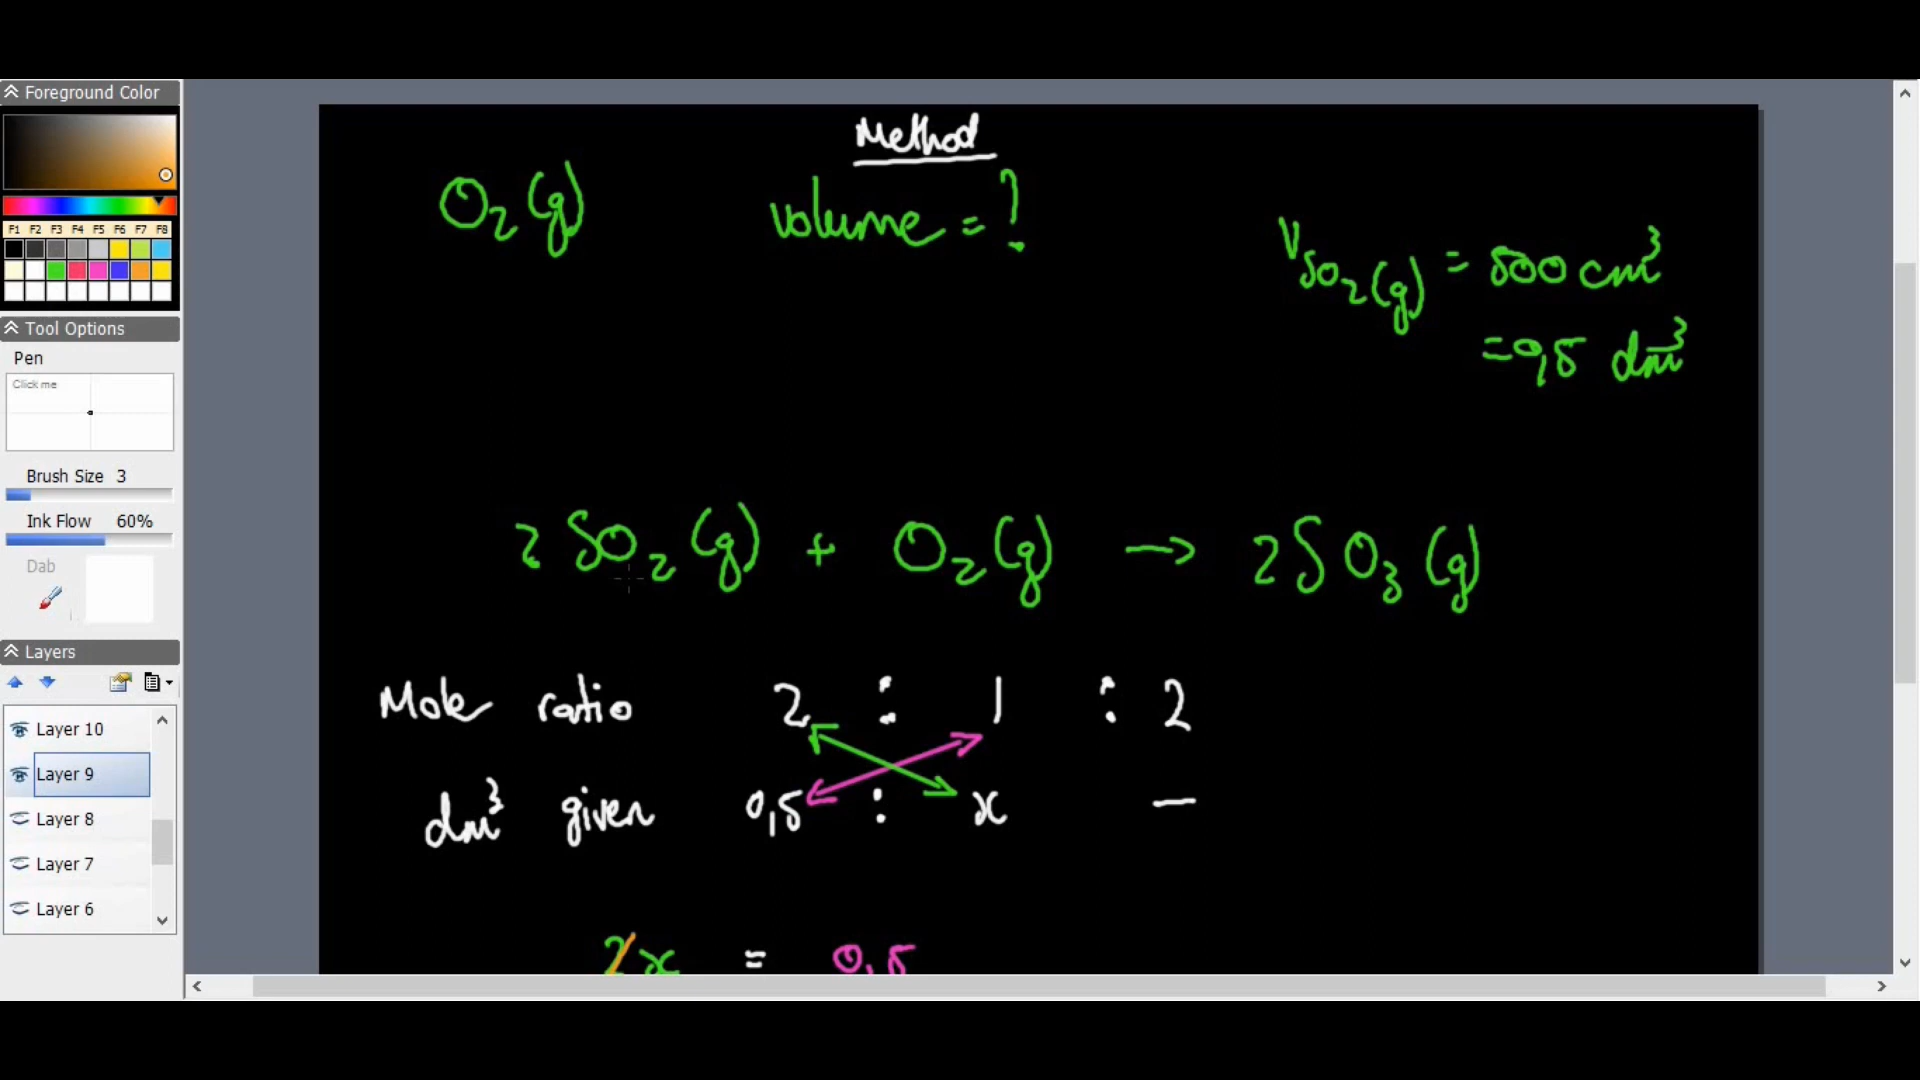 Foreground Color
F1 F2 F3 F4 F5 F6 F7 F8
Tool Options
Pen
Click me
Brush Size 3
Ink Flow 60%
Dab
Layers
Layer 10
Layer 9
Layer 8
Layer 7
Layer 6
Method
O₂(g) volume = ?
V SO₂(g) = 500 cm³
= 0,5 dm³
2 SO₂(g) + O₂(g) → 2 SO₃(g)
Mole ratio 2 : 1 : 2
dm³ given 0,5 : x —
2x = 0,5